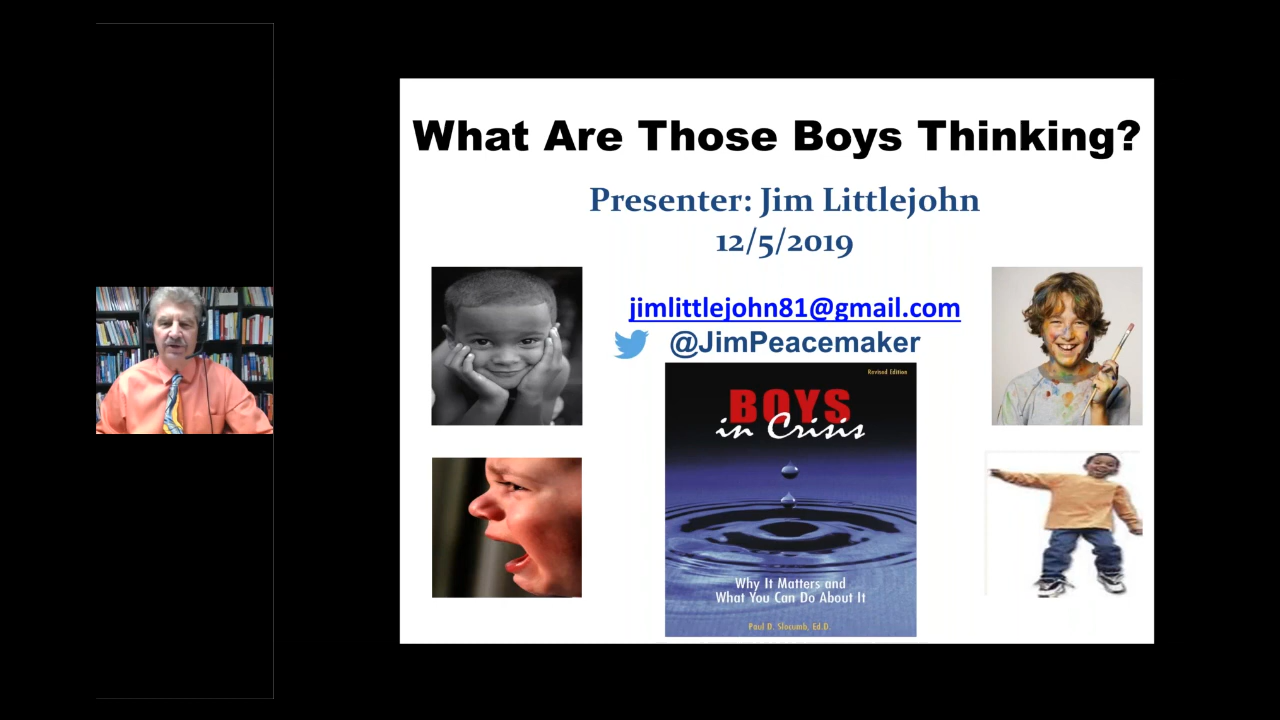 What Are Those Boys Thinking?
Presenter: Jim Littlejohn
12/5/2019
jimlittlejohn81@gmail.com
@JimPeacemaker
Revised Edition
BOYS
in Crisis
Why It Matters and
What You Can Do About It
Paul D. Slocumb, Ed.D.